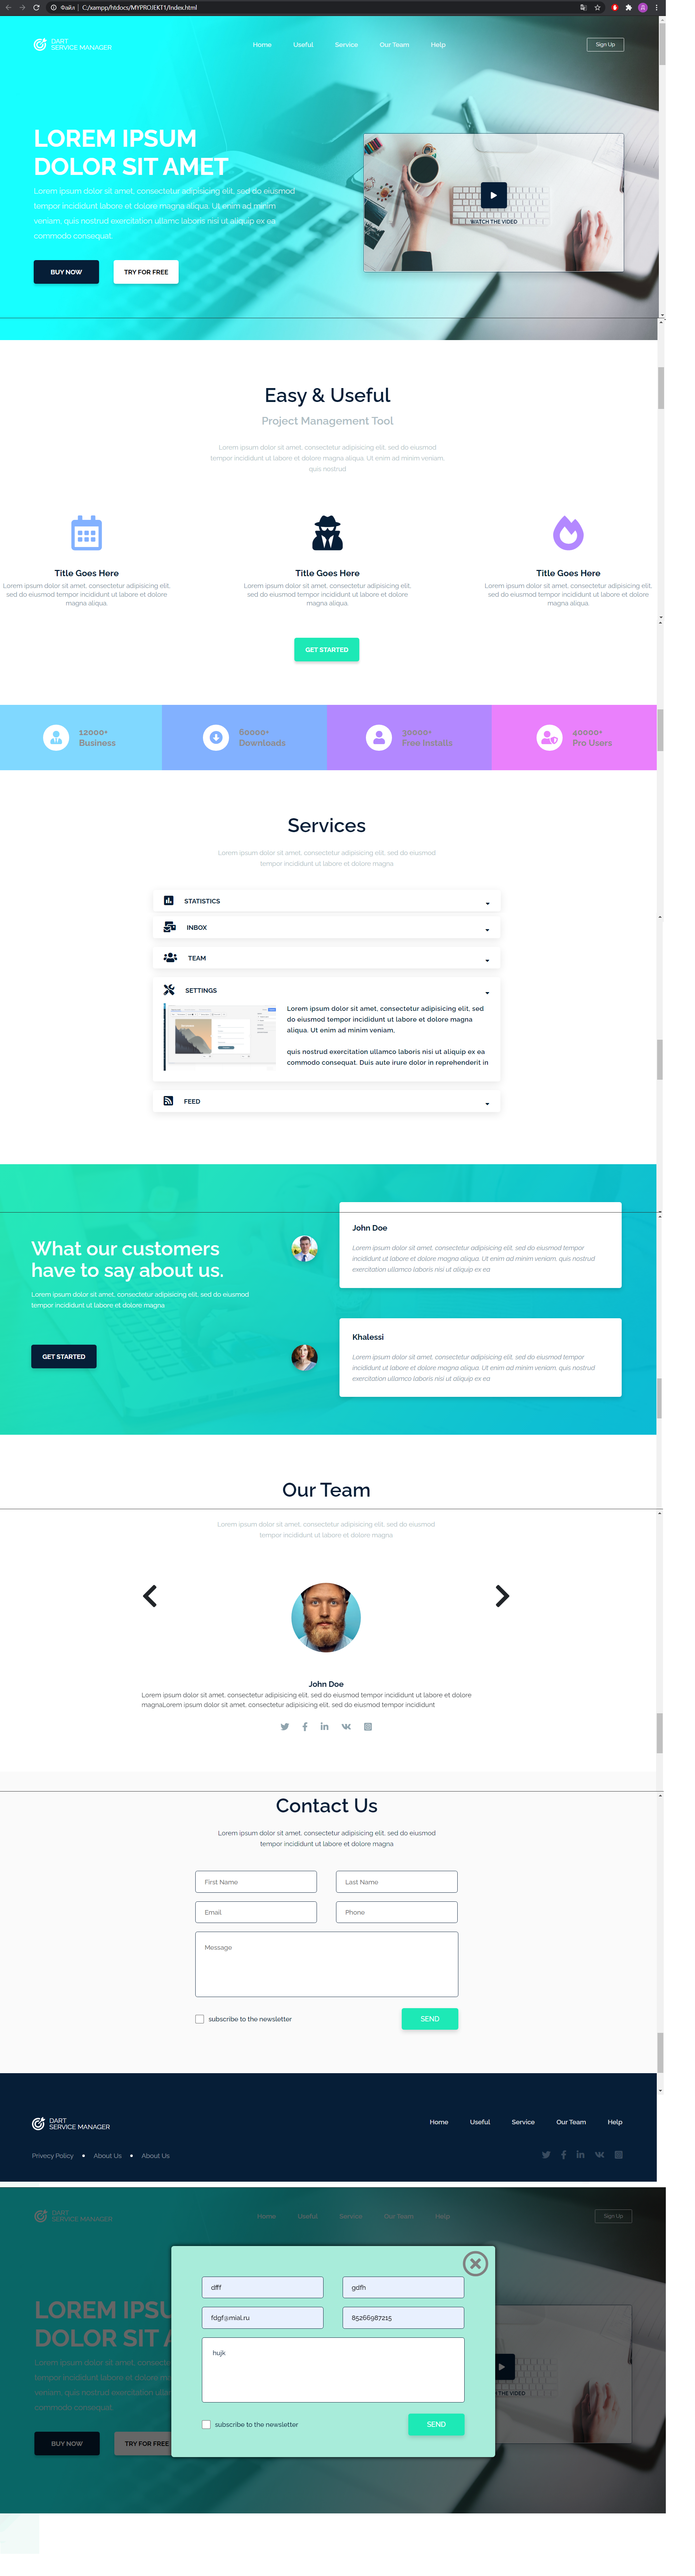 Файл C:/xampp/htdocs/MYPROJEKT1/Index.html
DART
SERVICE MANAGER
Home Useful Service Our Team Help
Sign Up
LOREM IPSUM
DOLOR SIT AMET
Lorem ipsum dolor sit amet, consectetur adipisicing elit, sed do eiusmod
tempor incididunt ut labore et dolore magna aliqua. Ut enim ad minim
veniam, quis nostrud exercitation ullamc laboris nisi ut aliquip ex ea
commodo consequat.
BUY NOW
TRY FOR FREE
WATCH THE VIDEO
Easy & Useful
Project Management Tool
Lorem ipsum dolor sit amet, consectetur adipisicing elit, sed do eiusmod
tempor incididunt ut labore et dolore magna aliqua. Ut enim ad minim veniam,
quis nostrud
Title Goes Here
Lorem ipsum dolor sit amet, consectetur adipisicing elit,
sed do eiusmod tempor incididunt ut labore et dolore
magna aliqua.
Title Goes Here
Lorem ipsum dolor sit amet, consectetur adipisicing elit,
sed do eiusmod tempor incididunt ut labore et dolore
magna aliqua.
Title Goes Here
Lorem ipsum dolor sit amet, consectetur adipisicing elit,
sed do eiusmod tempor incididunt ut labore et dolore
magna aliqua.
GET STARTED
12000+
Business
60000+
Downloads
30000+
Free installs
40000+
Pro Users
Services
Lorem ipsum dolor sit amet, consectetur adipisicing elit, sed do eiusmod
tempor incididunt ut labore et dolore magna
STATISTICS
INBOX
TEAM
SETTINGS
Lorem ipsum dolor sit amet, consectetur adipisicing elit, sed
do eiusmod tempor incididunt ut labore et dolore magna
aliqua. Ut enim ad minim veniam,
quis nostrud exercitation ullamco laboris nisi ut aliquip ex ea
commodo consequat. Duis aute irure dolor in reprehenderit in
FEED
What our customers
have to say about us.
Lorem ipsum dolor sit amet, consectetur adipisicing elit, sed do eiusmod
tempor incididunt ut labore et dolore magna
GET STARTED
John Doe
Lorem ipsum dolor sit amet, consectetur adipisicing elit, sed do eiusmod tempor
incididunt ut labore et dolore magna aliqua. Ut enim ad minim veniam, quis nostrud
exercitation ullamco laboris nisi ut aliquip ex ea
Khalessi
Lorem ipsum dolor sit amet, consectetur adipisicing elit, sed do eiusmod tempor
incididunt ut labore et dolore magna aliqua. Ut enim ad minim veniam, quis nostrud
exercitation ullamco laboris nisi ut aliquip ex ea
Our Team
Lorem ipsum dolor sit amet, consectetur adipisicing elit, sed do eiusmod
tempor incididunt ut labore et dolore magna
John Doe
Lorem ipsum dolor sit amet, consectetur adipisicing elit, sed do eiusmod tempor incididunt ut labore et dolore
magnaLorem ipsum dolor sit amet, consectetur adipisicing elit, sed do eiusmod tempor incididunt
Contact Us
Lorem ipsum dolor sit amet, consectetur adipisicing elit, sed do eiusmod
tempor incididunt ut labore et dolore magna
First Name
Last Name
Email
Phone
Message
subscribe to the newsletter
SEND
DART
SERVICE MANAGER
Home Useful Service Our Team Help
Privecy Policy • About Us • About Us
DART
SERVICE MANAGER
Home Useful Service Our Team Help
Sign Up
dfff
gdfh
fdgf@mial.ru
85266987215
hujk
subscribe to the newsletter
SEND
LOREM IPSU
DOLOR SIT A
Lorem ipsum dolor sit amet, consectet
tempor incididunt ut labore et dolore m
veniam, quis nostrud exercitation ullam
commodo consequat.
BUY NOW
TRY FOR FREE
THE VIDEO